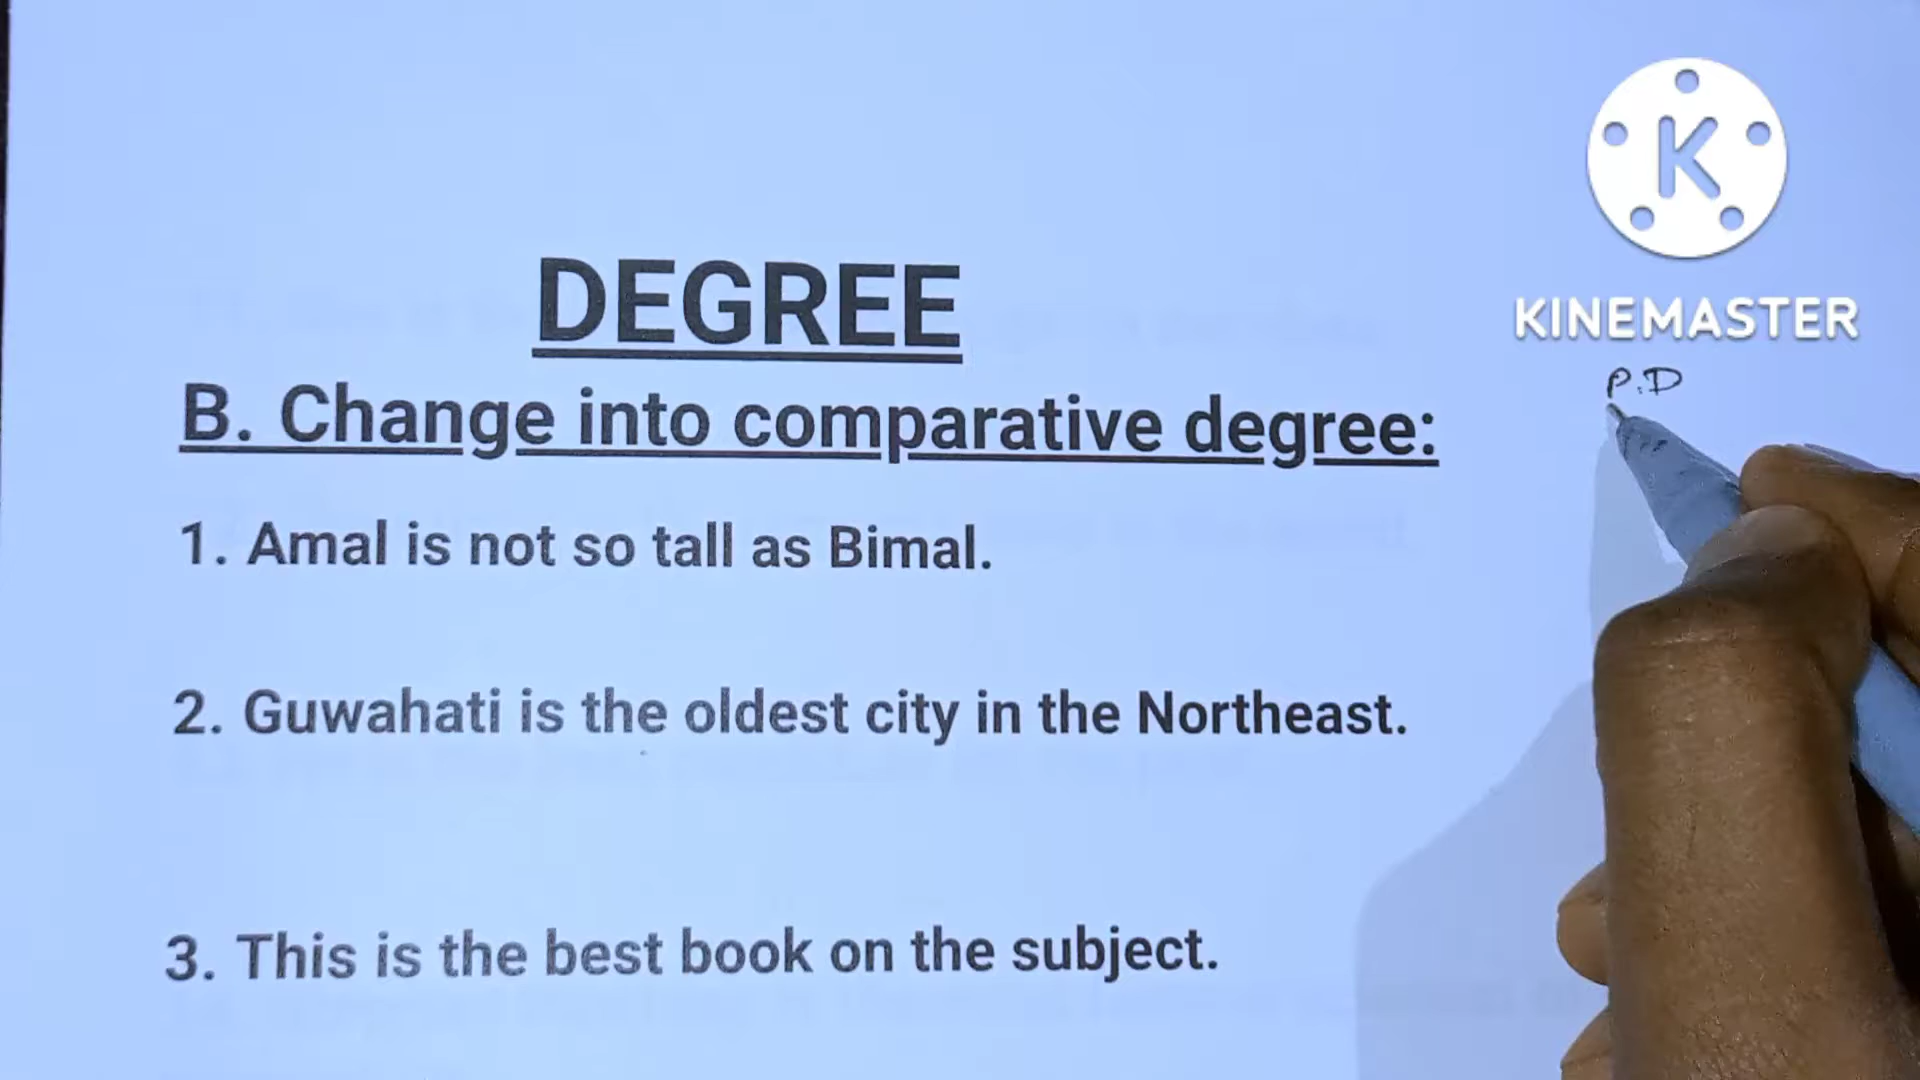 K
KINEMASTER
P.D
DEGREE
B. Change into comparative degree:
1. Amal is not so tall as Bimal.
2. Guwahati is the oldest city in the Northeast.
3. This is the best book on the subject.